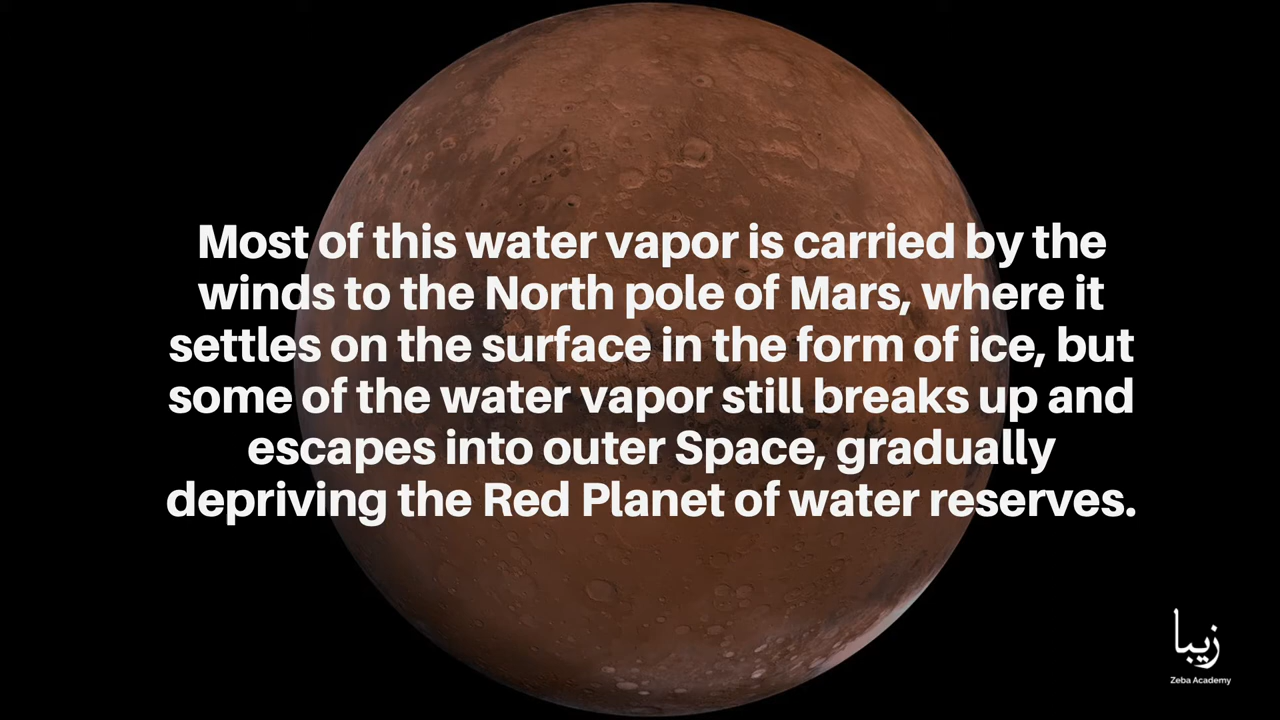 Most of this water vapor is carried by the
winds to the North pole of Mars, where it
settles on the surface in the form of ice, but
some of the water vapor still breaks up and
escapes into outer Space, gradually
depriving the Red Planet of water reserves.
زیبا
Zeba Academy